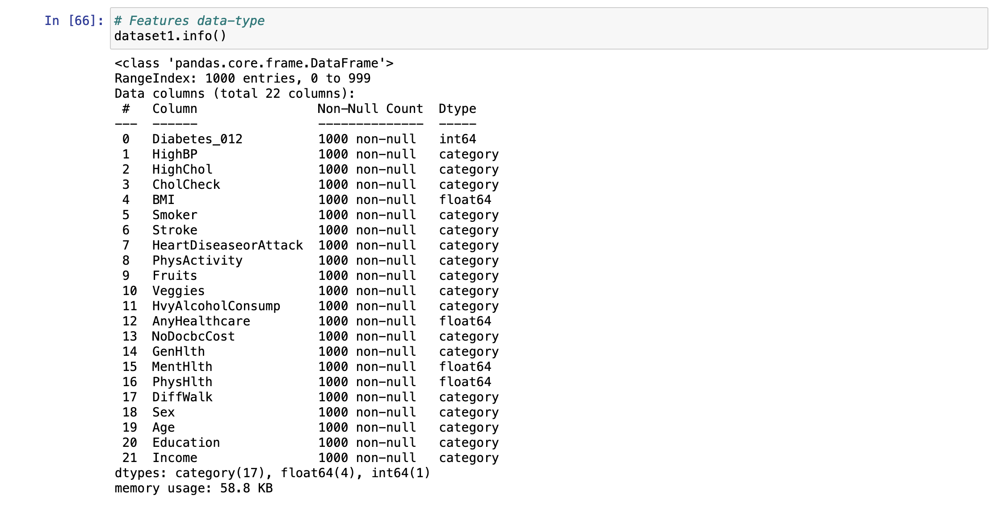 In [66]: # Features data-type
dataset1.info()
<class 'pandas.core.frame.DataFrame'>
RangeIndex: 1000 entries, 0 to 999
Data columns (total 22 columns):
 #   Column                Non-Null Count  Dtype
---  ------                --------------  -----
 0   Diabetes_012          1000 non-null   int64
 1   HighBP                1000 non-null   category
 2   HighChol              1000 non-null   category
 3   CholCheck             1000 non-null   category
 4   BMI                   1000 non-null   float64
 5   Smoker                1000 non-null   category
 6   Stroke                1000 non-null   category
 7   HeartDiseaseorAttack  1000 non-null   category
 8   PhysActivity          1000 non-null   category
 9   Fruits                1000 non-null   category
 10  Veggies               1000 non-null   category
 11  HvyAlcoholConsump     1000 non-null   category
 12  AnyHealthcare         1000 non-null   float64
 13  NoDocbcCost           1000 non-null   category
 14  GenHlth               1000 non-null   category
 15  MentHlth              1000 non-null   float64
 16  PhysHlth              1000 non-null   float64
 17  DiffWalk              1000 non-null   category
 18  Sex                   1000 non-null   category
 19  Age                   1000 non-null   category
 20  Education             1000 non-null   category
 21  Income                1000 non-null   category
dtypes: category(17), float64(4), int64(1)
memory usage: 58.8 KB